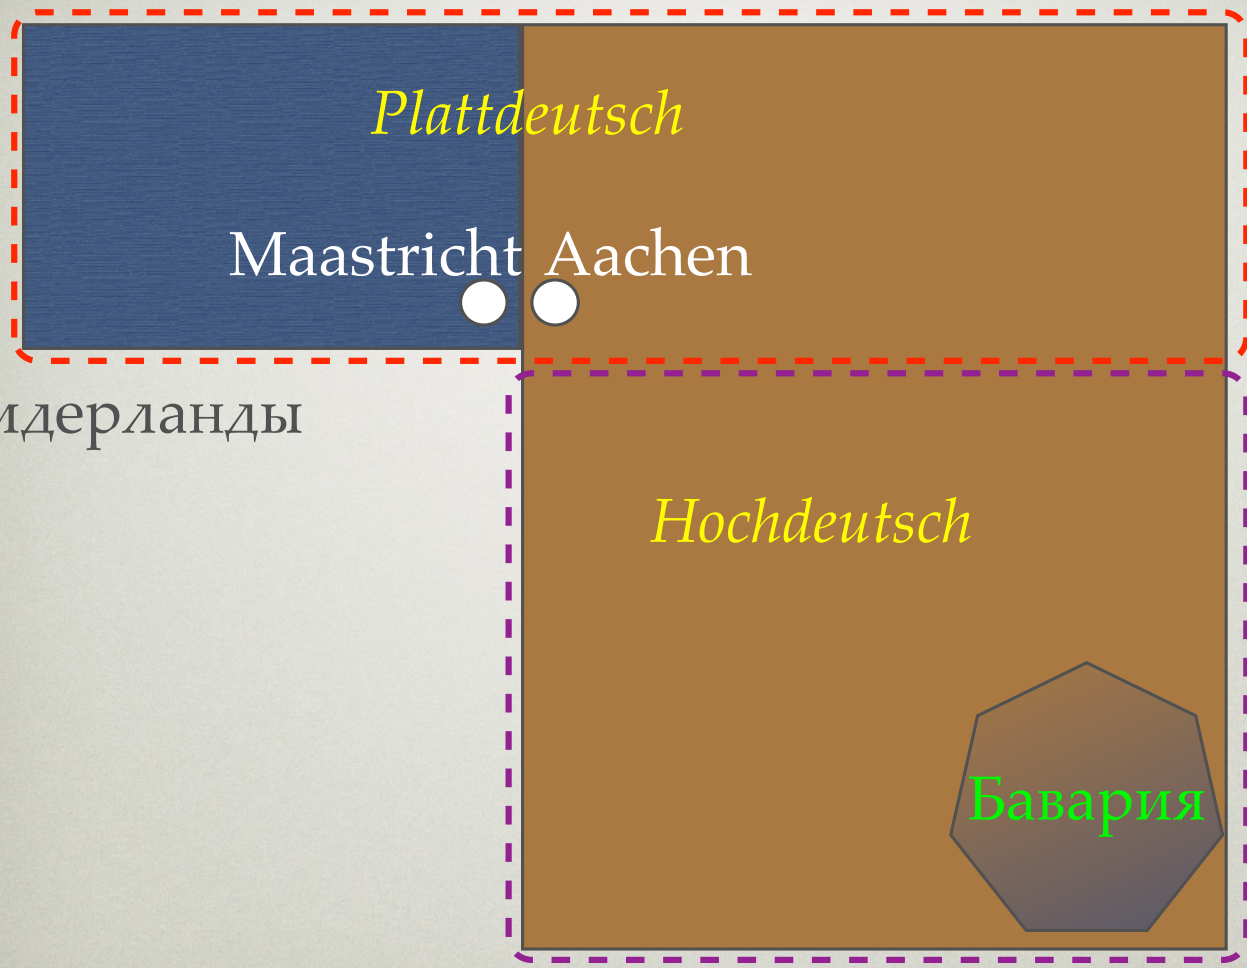 Plattdeutsch
Maastricht Aachen
идерланды
Hochdeutsch
Бавария